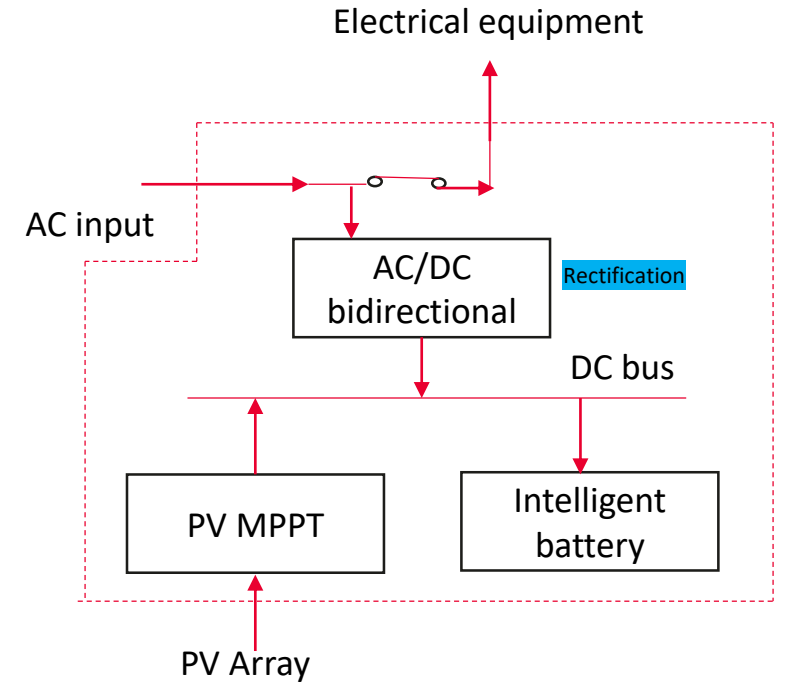 Electrical equipment
AC input
AC/DC
bidirectional
Rectification
DC bus
PV MPPT
Intelligent
battery
PV Array